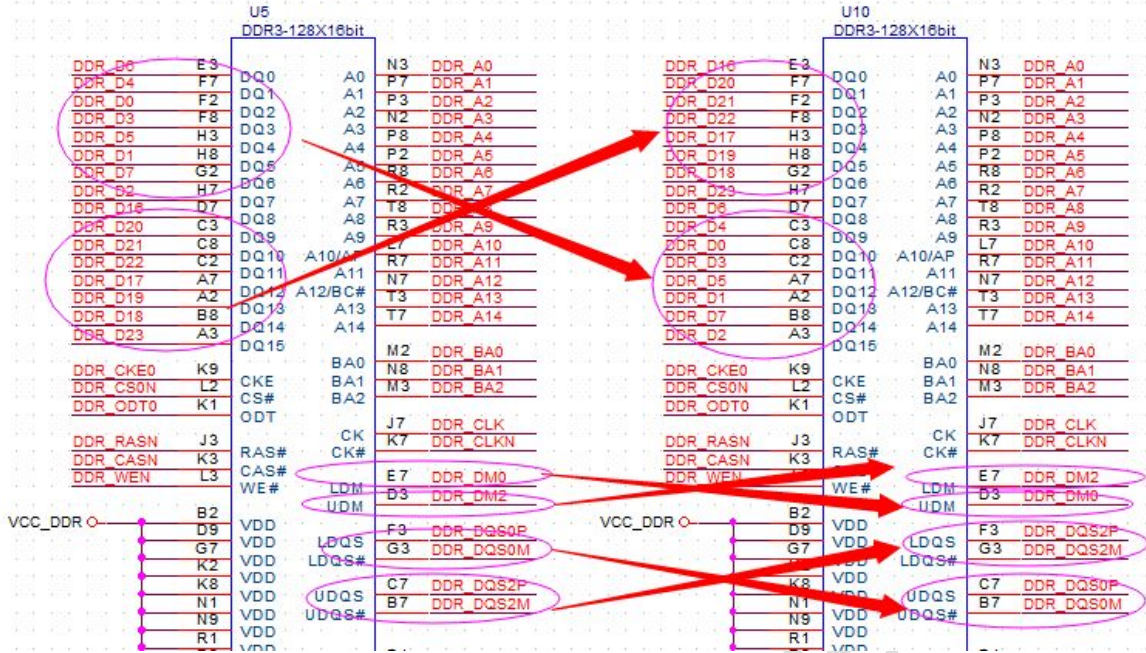 U5
DDR3-128X16bit
DDR_D6 E3 DQ0 A0 N3 DDR_A0
DDR_D4 F7 DQ1 A1 P7 DDR_A1
DDR_D0 F2 DQ2 A2 P3 DDR_A2
DDR_D3 F8 DQ3 A3 N2 DDR_A3
DDR_D5 H3 DQ4 A4 P8 DDR_A4
DDR_D1 H8 DQ5 A5 P2 DDR_A5
DDR_D7 G2 DQ6 A6 R8 DDR_A6
DDR_D2 H7 DQ7 A7 R2 DDR_A7
DDR_D16 D7 DQ8 A8 T8
DDR_D20 C3 DQ9 A9 R3 DDR_A9
DDR_D21 C8 DQ10 A10/AP L7 DDR_A10
DDR_D22 C2 DQ11 A11 R7 DDR_A11
DDR_D17 A7 DQ12 A12/BC# N7 DDR_A12
DDR_D19 A2 DQ13 A13 T3 DDR_A13
DDR_D18 B8 DQ14 A14 T7 DDR_A14
DDR_D23 A3 DQ15
BA0 M2 DDR_BA0
DDR_CKE0 K9 CKE BA1 N8 DDR_BA1
DDR_CS0N L2 CS# BA2 M3 DDR_BA2
DDR_ODT0 K1 ODT
CK J7 DDR_CLK
DDR_RASN J3 RAS# CK# K7 DDR_CLKN
DDR_CASN K3 CAS#
DDR_WEN L3 WE# LDM E7 DDR_DM0
UDM D3 DDR_DM2
VCC_DDR B2 VDD
D9 VDD LDQS F3 DDR_DQS0P
G7 VDD LDQS# G3 DDR_DQS0M
K2 VDD
K8 VDD UDQS C7 DDR_DQS2P
N1 VDD UDQS# B7 DDR_DQS2M
N9 VDD
R1 VDD
U10
DDR3-128X16bit
DDR_D16 E3 DQ0 A0 N3 DDR_A0
DDR_D20 F7 DQ1 A1 P7 DDR_A1
DDR_D21 F2 DQ2 A2 P3 DDR_A2
DDR_D22 F8 DQ3 A3 N2 DDR_A3
DDR_D17 H3 DQ4 A4 P8 DDR_A4
DDR_D19 H8 DQ5 A5 P2 DDR_A5
DDR_D18 G2 DQ6 A6 R8 DDR_A6
DDR_D23 H7 DQ7 A7 R2 DDR_A7
DDR_D6 D7 DQ8 A8 T8 DDR_A8
DDR_D4 C3 DQ9 A9 R3 DDR_A9
DDR_D0 C8 DQ10 A10/AP L7 DDR_A10
DDR_D3 C2 DQ11 A11 R7 DDR_A11
DDR_D5 A7 DQ12 A12/BC# N7 DDR_A12
DDR_D1 A2 DQ13 A13 T3 DDR_A13
DDR_D7 B8 DQ14 A14 T7 DDR_A14
DDR_D2 A3 DQ15
BA0 M2 DDR_BA0
DDR_CKE0 K9 CKE BA1 N8 DDR_BA1
DDR_CS0N L2 CS# BA2 M3 DDR_BA2
DDR_ODT0 K1 ODT
CK J7 DDR_CLK
DDR_RASN J3 RAS# CK# K7 DDR_CLKN
DDR_CASN K3
DDR_WEN WE# LDM E7 DDR_DM2
UDM D3 DDR_DM0
VCC_DDR B2 VDD
D9 VDD LDQS F3 DDR_DQS2P
G7 VDD LDQS# G3 DDR_DQS2M
VDD
K8 VDD UDQS C7 DDR_DQS0P
N1 VDD UDQS# B7 DDR_DQS0M
N9 VDD
R1 VDD